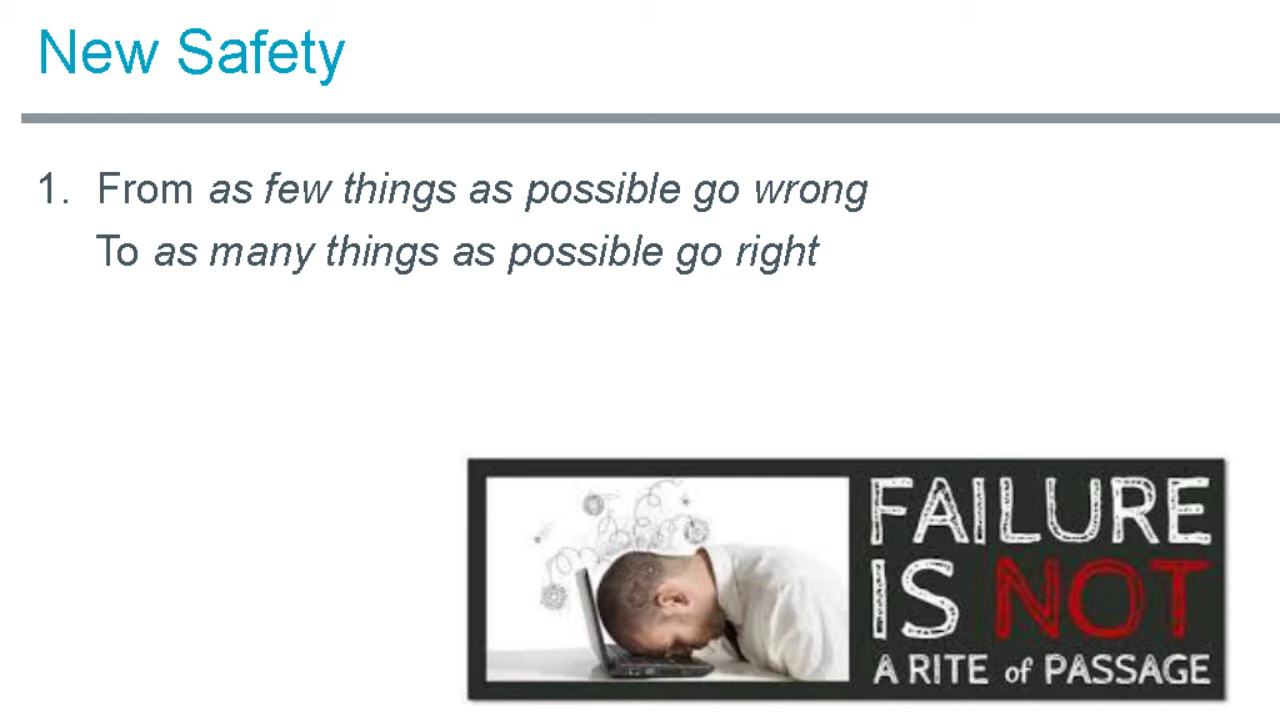 New Safety
1. From as few things as possible go wrong
To as many things as possible go right
FAILURE
IS NOT
A RITE of PASSAGE